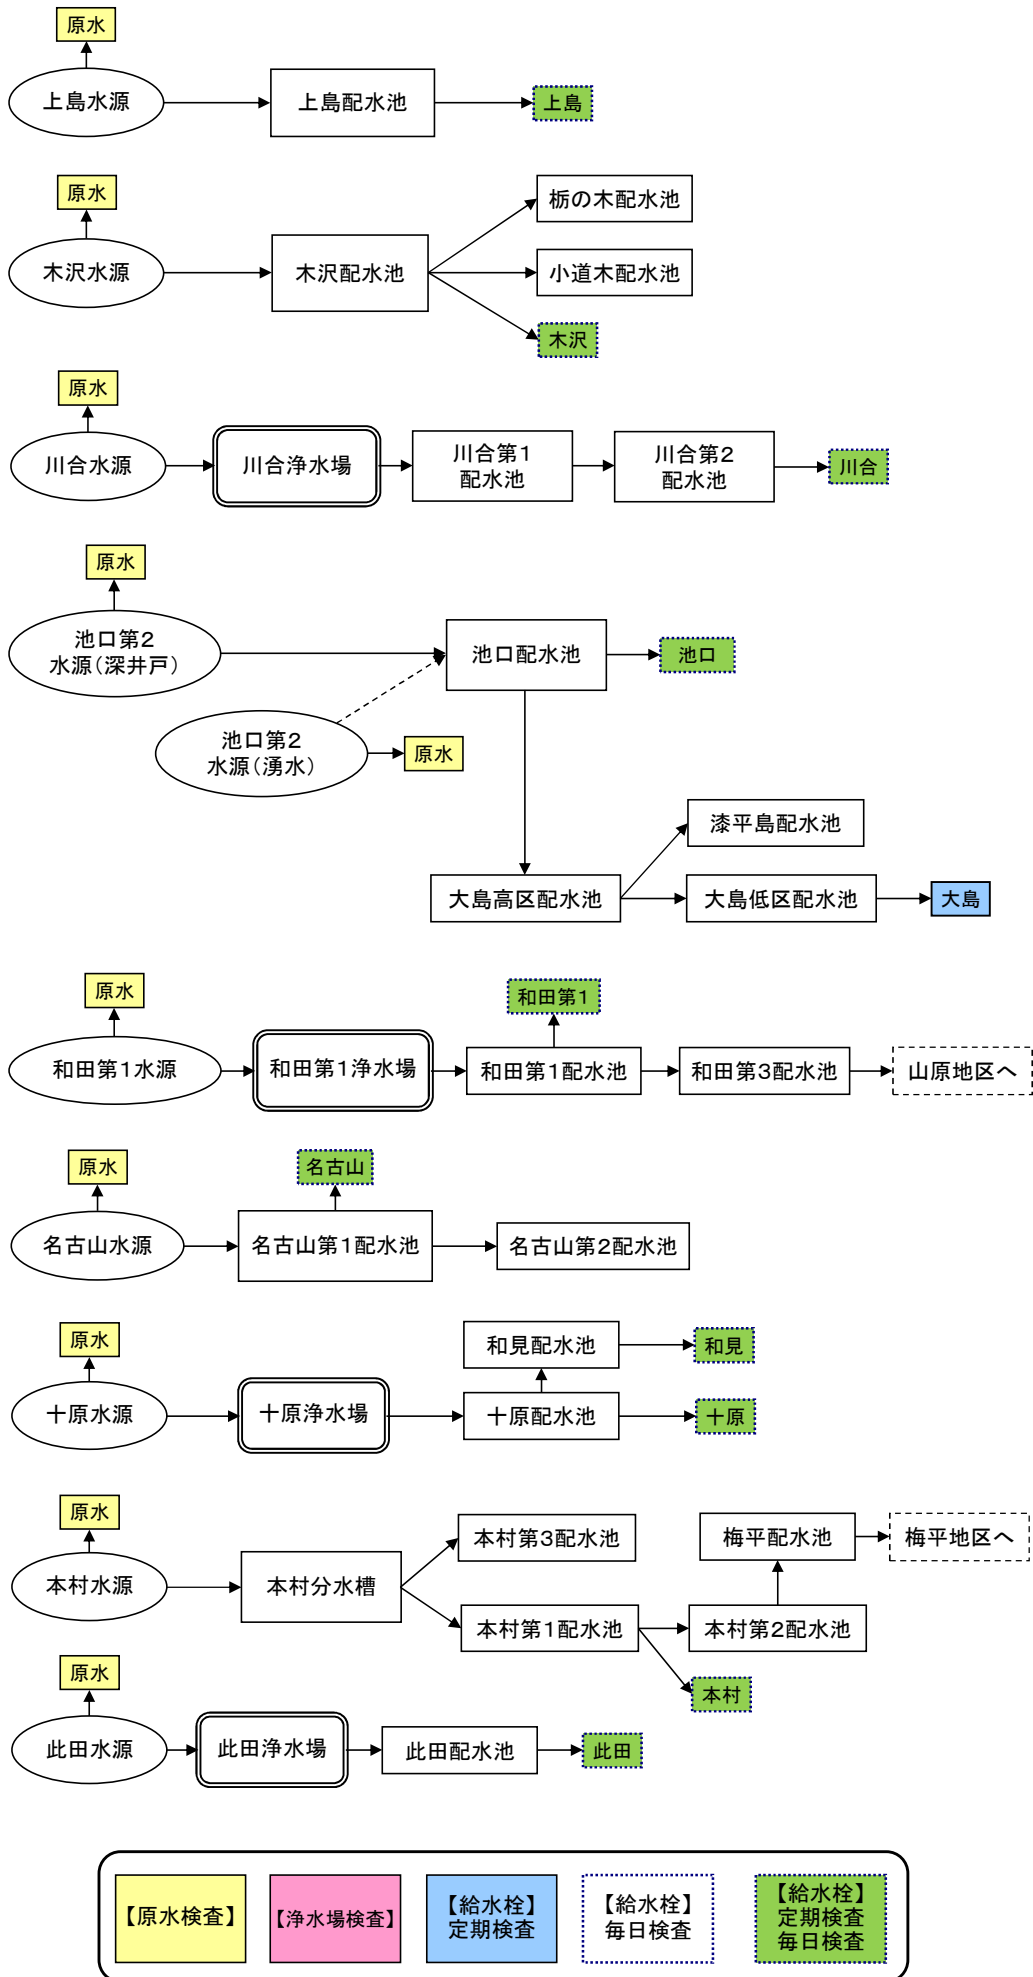 原水
上島水源
上島配水池
上島
原水
木沢水源
木沢配水池
栃の木配水池
小道木配水池
木沢
原水
川合水源
川合浄水場
川合第1
配水池
川合第2
配水池
川合
原水
池口第2
水源（深井戸）
池口配水池
池口
池口第2
水源（湧水）
原水
漆平島配水池
大島高区配水池
大島低区配水池
大島
原水
和田第1
和田第1水源
和田第1浄水場
和田第1配水池
和田第3配水池
山原地区へ
原水
名古山
名古山水源
名古山第1配水池
名古山第2配水池
原水
和見配水池
和見
十原水源
十原浄水場
十原配水池
十原
原水
本村第3配水池
梅平配水池
梅平地区へ
本村水源
本村分水槽
本村第1配水池
本村第2配水池
原水
本村
此田水源
此田浄水場
此田配水池
此田
【原水検査】
【浄水場検査】
【給水栓】
定期検査
【給水栓】
毎日検査
【給水栓】
定期検査
毎日検査